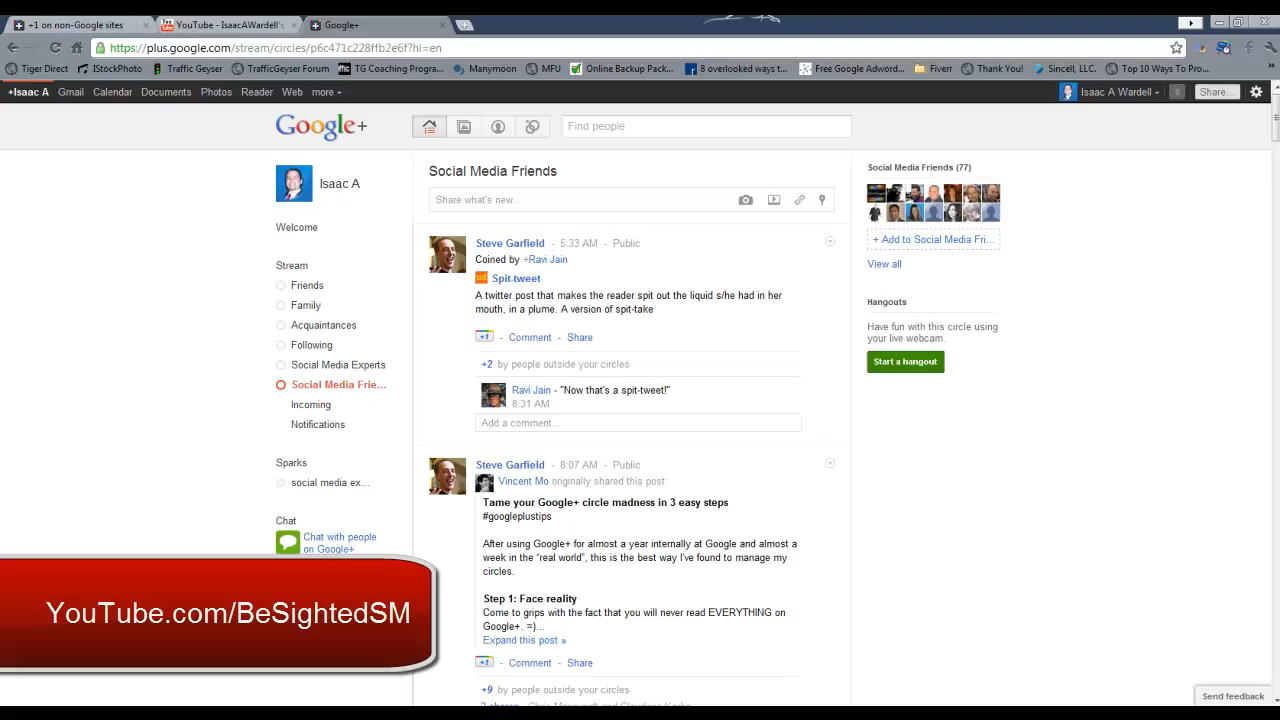 +1 on non-Google sites
YouTube - IsaacAWardell's
Google+
https://plus.google.com/stream/circles/p6c471c228ffb2e6f?hl=en
Tiger Direct
iStockPhoto
Traffic Geyser
TrafficGeyser Forum
TG Coaching Progra...
Manymoon
MFU
Online Backup Pack...
8 overlooked ways t...
Free Google Adword...
Fiverr
Thank You!
Sincell, LLC.
Top 10 Ways To Pro...
+Isaac A Gmail Calendar Documents Photos Reader Web more
Isaac A Wardell 0 Share...
Google+
Find people
Isaac A
Welcome
Stream
Friends
Family
Acquaintances
Following
Social Media Experts
Social Media Frie...
Incoming
Notifications
Sparks
social media ex...
Chat
Chat with people
on Google+
Social Media Friends
Share what's new...
Steve Garfield - 5:33 AM - Public
Coined by +Ravi Jain
ud Spit-tweet
A twitter post that makes the reader spit out the liquid s/he had in her
mouth, in a plume. A version of spit-take
+1 - Comment - Share
+2 by people outside your circles
Ravi Jain - "Now that's a spit-tweet!"
8:31 AM
Add a comment...
Steve Garfield - 8:07 AM - Public
Vincent Mo originally shared this post:
Tame your Google+ circle madness in 3 easy steps
#googleplustips
After using Google+ for almost a year internally at Google and almost a
week in the "real world", this is the best way I've found to manage my
circles.
Step 1: Face reality
Come to grips with the fact that you will never read EVERYTHING on
Google+. =)...
Expand this post »
+1 - Comment - Share
+9 by people outside your circles
Social Media Friends (77)
+ Add to Social Media Fri...
View all
Hangouts
Have fun with this circle using
your live webcam.
Start a hangout
YouTube.com/BeSightedSM
Send feedback